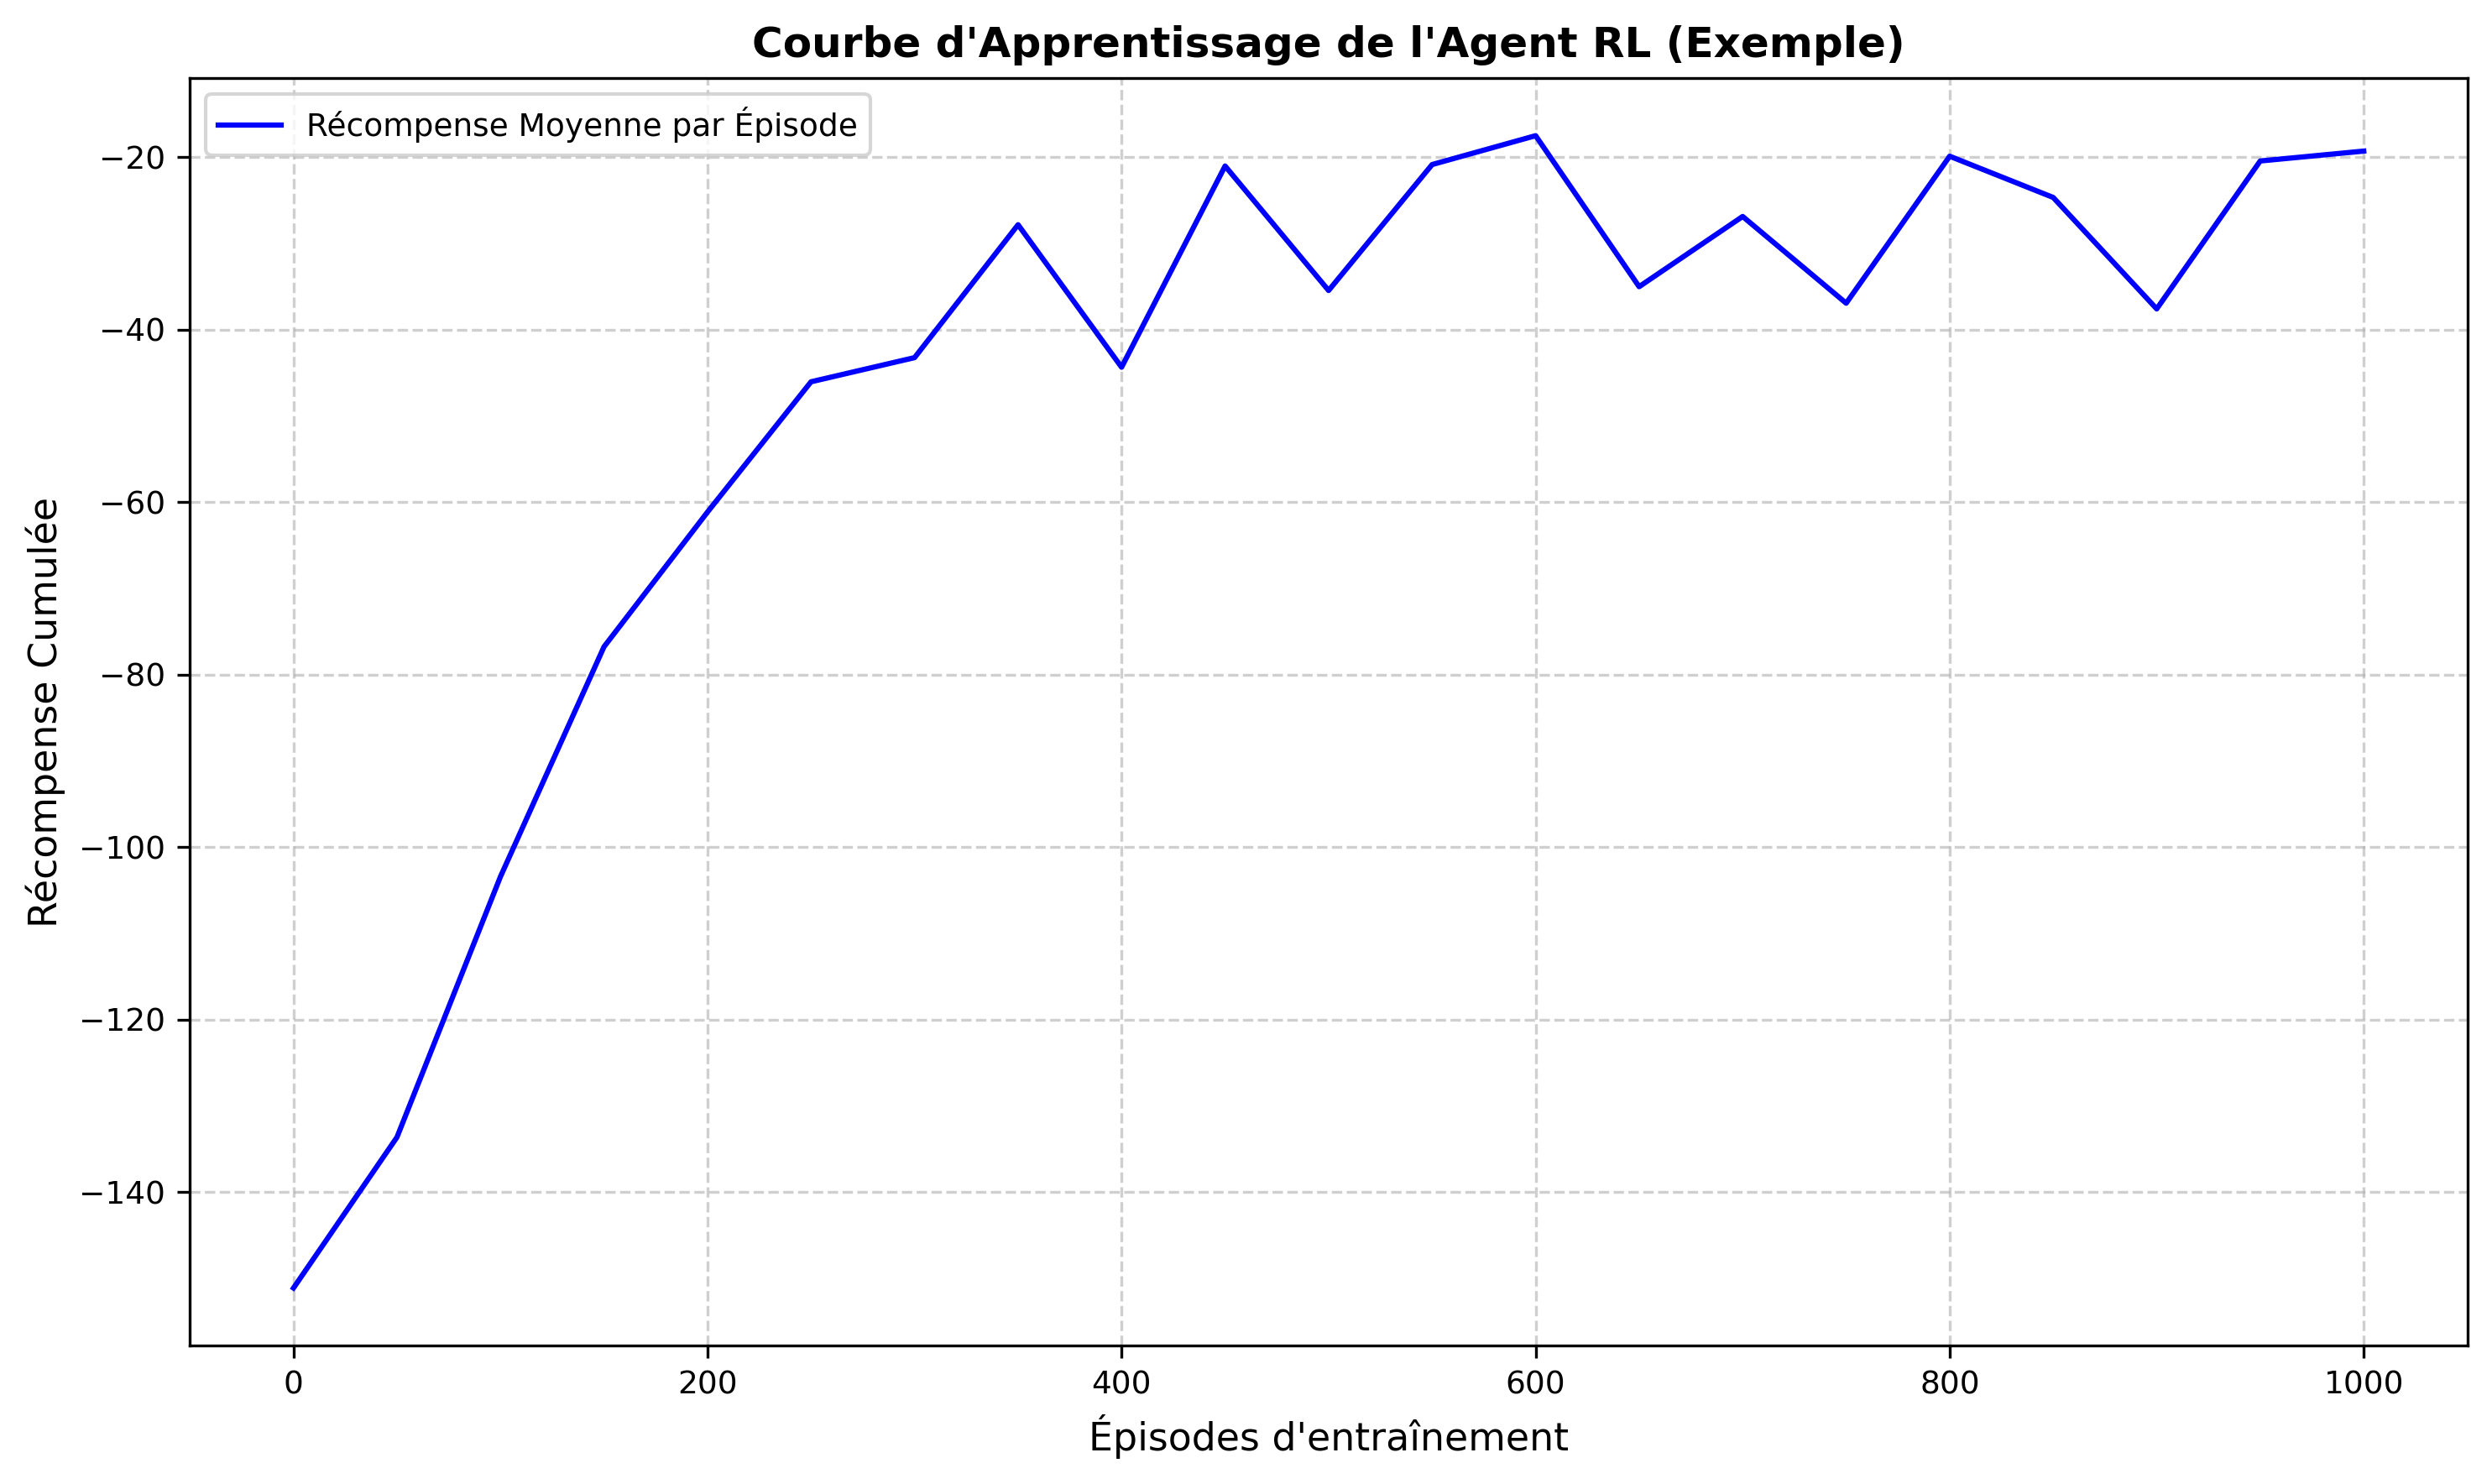 Courbe d'Apprentissage de l'Agent RL (Exemple)
Récompense Moyenne par Épisode
−20
−40
−60
−80
−100
−120
−140
Récompense Cumulée
0 200 400 600 800 1000
Épisodes d'entraînement